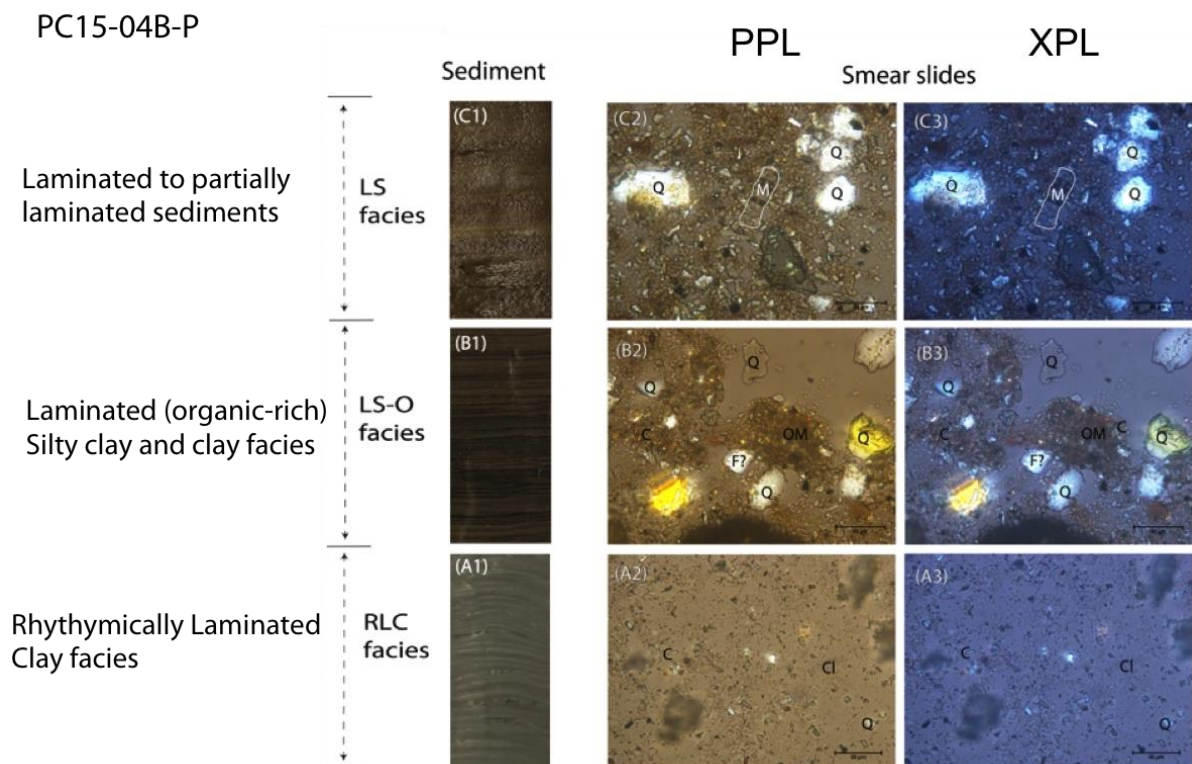 PC15-04B-P
PPL
XPL
Sediment
Smear slides
Laminated to partially
laminated sediments
LS
facies
(C1)
(C2)
Q
M
Q
Q
(C3)
Q
M
Q
Q
Laminated (organic-rich)
Silty clay and clay facies
LS-O
facies
(B1)
(B2)
Q
Q
C
OM
Q
F?
Q
(B3)
Q
Q
C
OM
C
Q
F?
Q
Rhythymically Laminated
Clay facies
RLC
facies
(A1)
(A2)
C
Cl
Q
(A3)
C
Cl
Q